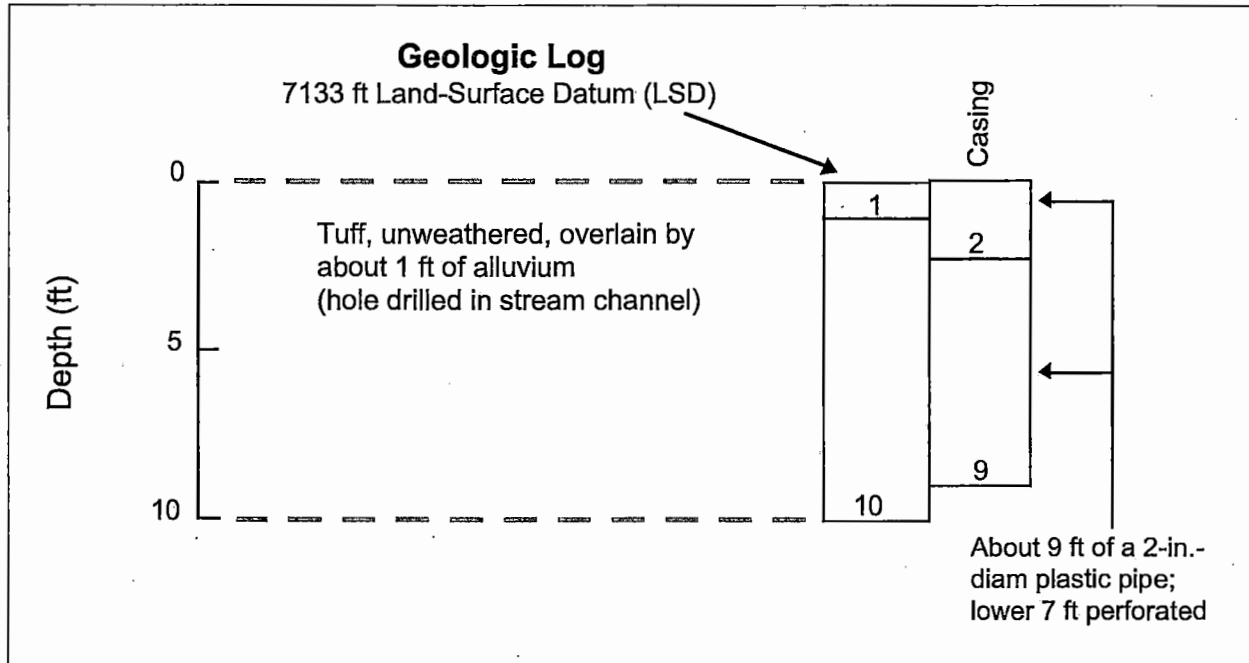 Geologic Log
7133 ft Land-Surface Datum (LSD)
Casing
0
1
Tuff, unweathered, overlain by
about 1 ft of alluvium
(hole drilled in stream channel)
2
Depth (ft)
5
9
10
10
About 9 ft of a 2-in.-
diam plastic pipe;
lower 7 ft perforated